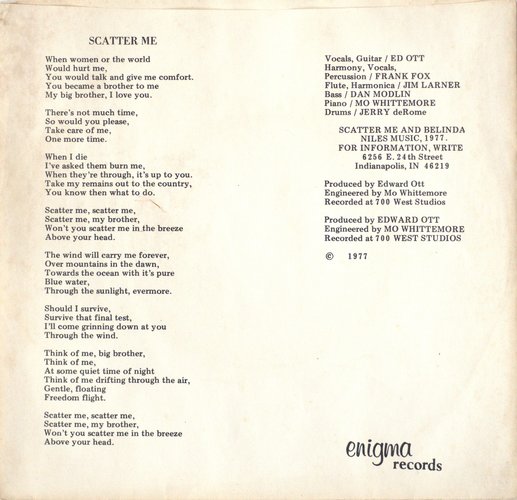 SCATTER ME
When women or the world
Would hurt me,
You would talk and give me comfort.
You became a brother to me
My big brother, I love you.
There's not much time,
So would you please,
Take care of me,
One more time.
When I die
I've asked them burn me,
When they're through, it's up to you.
Take my remains out to the country,
You know then what to do.
Scatter me, scatter me,
Scatter me, my brother,
Won't you scatter me in the breeze
Above your head.
The wind will carry me forever,
Over mountains in the dawn,
Towards the ocean with it's pure
Blue water,
Through the sunlight, evermore.
Should I survive,
Survive that final test,
I'll come grinning down at you
Through the wind.
Think of me, big brother,
Think of me,
At some quiet time of night
Think of me drifting through the air,
Gentle, floating
Freedom flight.
Scatter me, scatter me,
Scatter me, my brother,
Won't you scatter me in the breeze
Above your head.
Vocals, Guitar / ED OTT
Harmony, Vocals,
Percussion / FRANK FOX
Flute, Harmonica / JIM LARNER
Bass / DAN MODLIN
Piano / MO WHITTEMORE
Drums / JERRY deRome
SCATTER ME AND BELINDA
NILES MUSIC, 1977.
FOR INFORMATION, WRITE
6256 E. 24th Street
Indianapolis, IN 46219
Produced by Edward Ott
Engineered by Mo Whittemore
Recorded at 700 West Studios
Produced by EDWARD OTT
Engineered by MO WHITTEMORE
Recorded at 700 WEST STUDIOS
© 1977
enigma
records